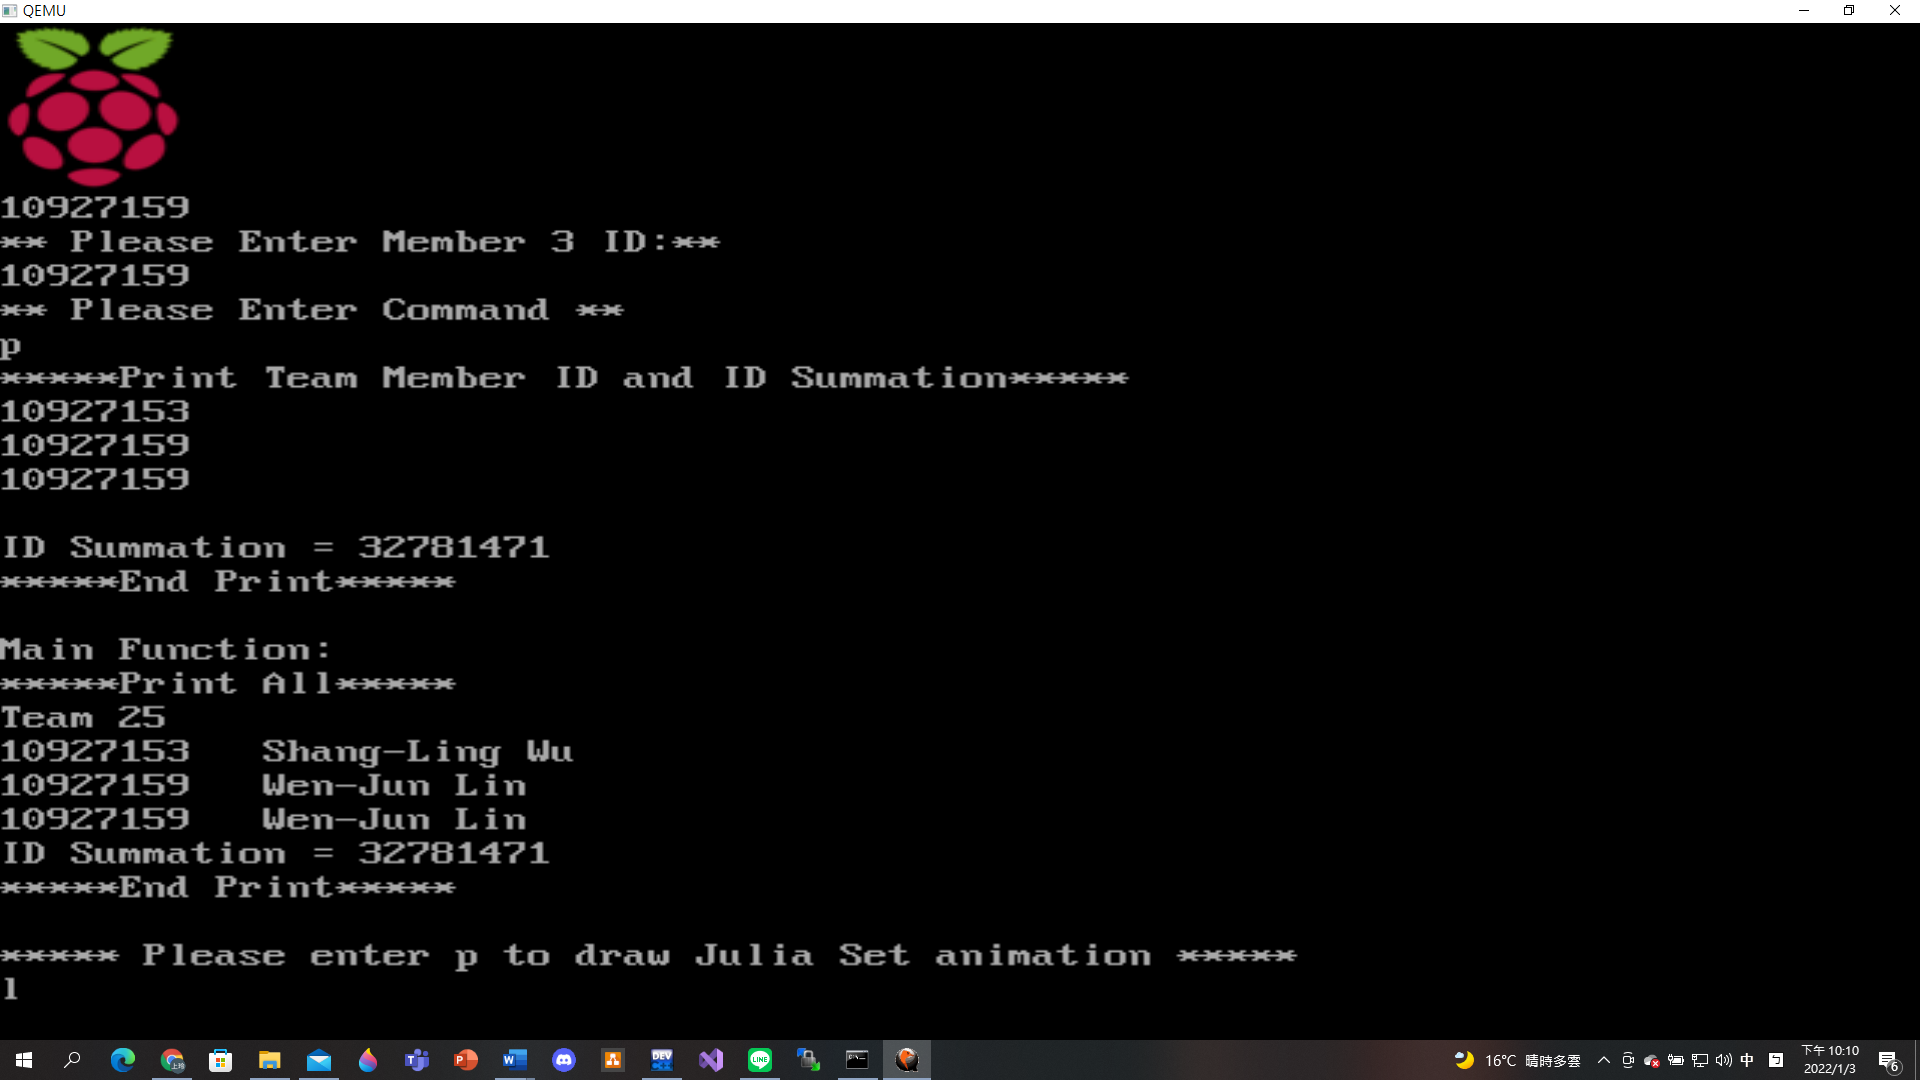 QEMU
10927159
** Please Enter Member 3 ID:**
10927159
** Please Enter Command **
p
*****Print Team Member ID and ID Summation*****
10927153
10927159
10927159
ID Summation = 32781471
*****End Print*****
Main Function:
*****Print All*****
Team 25
10927153   Shang-Ling Wu
10927159   Wen-Jun Lin
10927159   Wen-Jun Lin
ID Summation = 32781471
*****End Print*****
***** Please enter p to draw Julia Set animation *****
l
16°C 晴時多雲 中 下午 10:10
2022/1/3
6
DEV
LINE